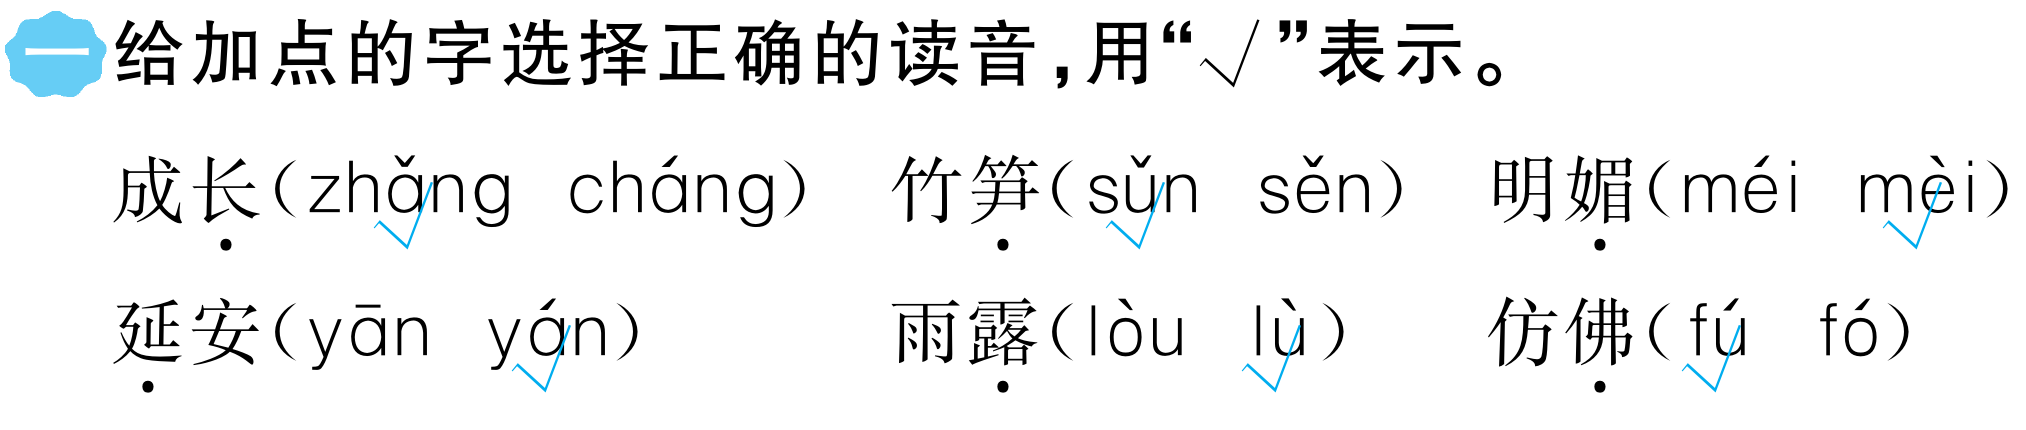 一 给加点的字选择正确的读音,用“√”表示。
成长(zhǎng√ cháng) 竹笋(sǔn√ sěn) 明媚(méi mèi√)
延安(yān yán√) 雨露(lòu lù√) 仿佛(fú√ fó)